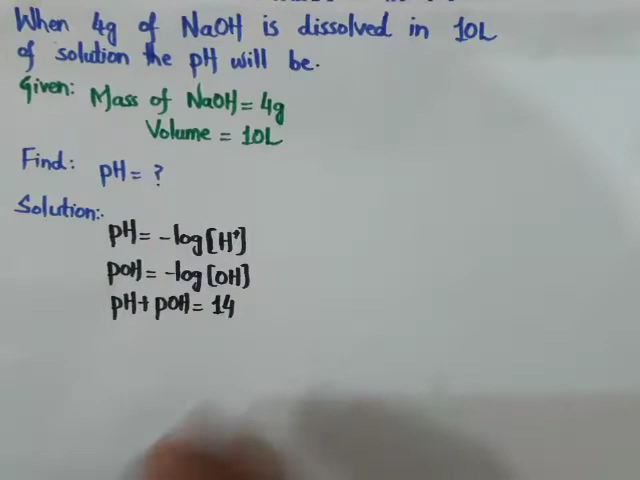 When 4g of NaOH is dissolved in 10L
of solution the pH will be.
Given: Mass of NaOH = 4g
Volume = 10L
Find: pH = ?
Solution:
pH = -log[H⁺]
pOH = -log[OH]
pH + pOH = 14